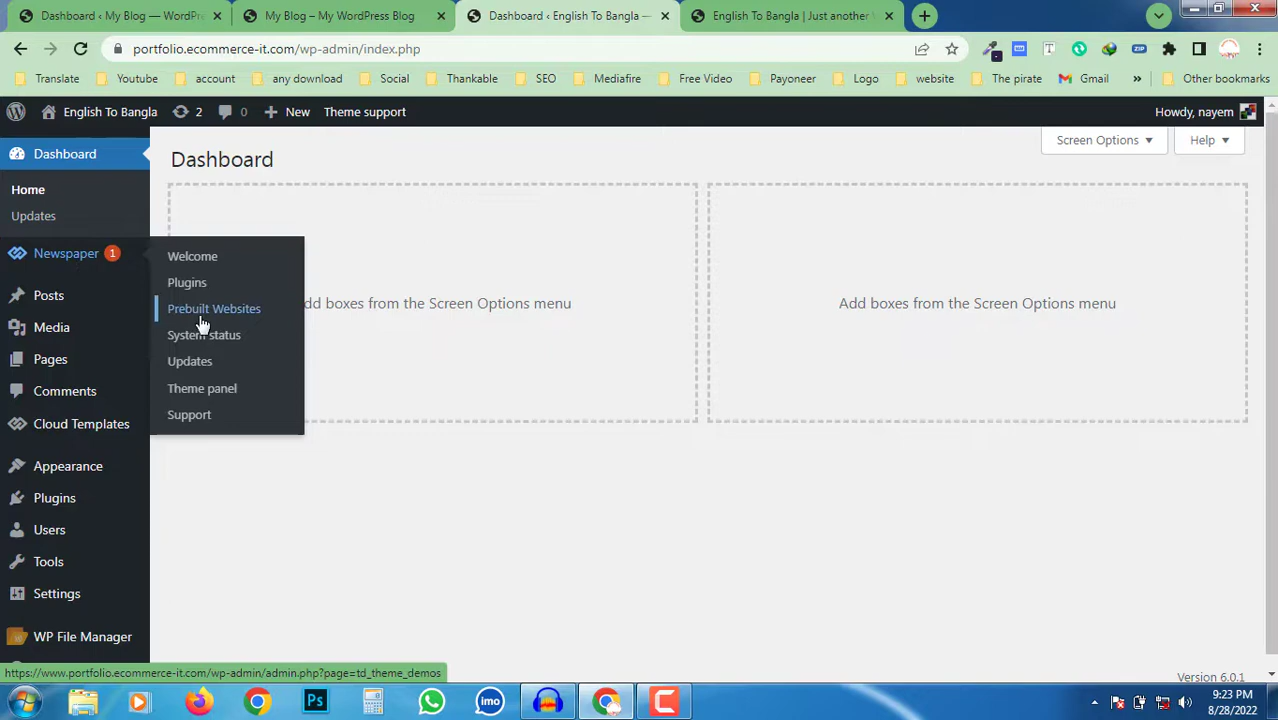 Dashboard ‹ My Blog — WordPr
My Blog – My WordPress Blog
Dashboard ‹ English To Bangla —
English To Bangla | Just another
portfolio.ecommerce-it.com/wp-admin/index.php
Translate
Youtube
account
any download
Social
Thankable
SEO
Mediafire
Free Video
Payoneer
Logo
website
The pirate
Gmail
»
Other bookmarks
English To Bangla
2
0
New
Theme support
Howdy, nayem
Dashboard
Screen Options
Help
Dashboard
Home
Updates
Newspaper 1
Welcome
Plugins
Prebuilt Websites
System status
Updates
Theme panel
Support
dd boxes from the Screen Options menu
Add boxes from the Screen Options menu
Posts
Media
Pages
Comments
Cloud Templates
Appearance
Plugins
Users
Tools
Settings
WP File Manager
https://www.portfolio.ecommerce-it.com/wp-admin/admin.php?page=td_theme_demos
Version 6.0.1
Ps
imo
9:23 PM
8/28/2022